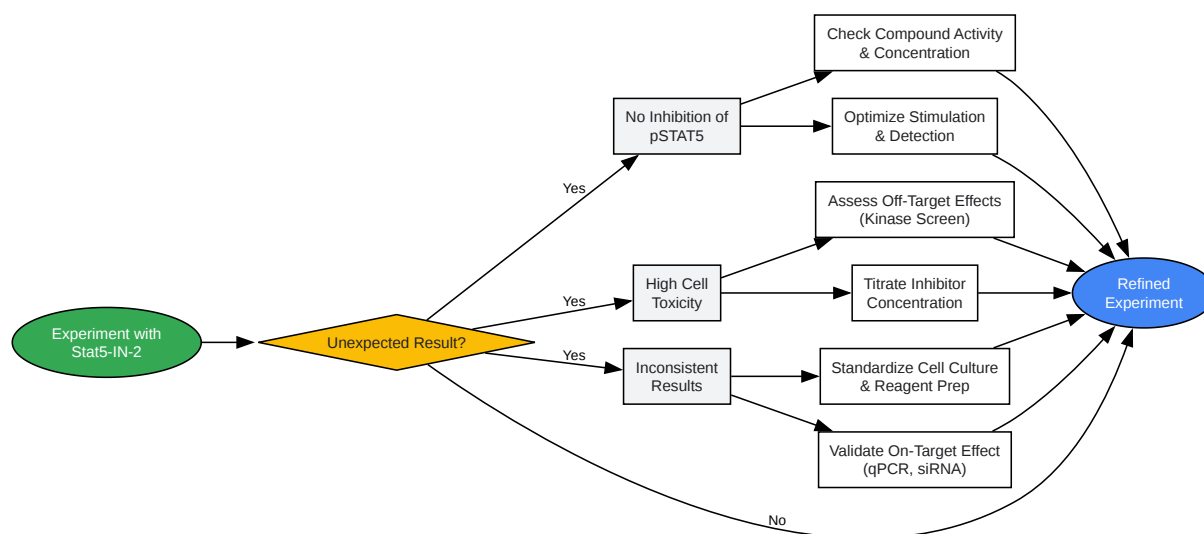 Experiment with
Stat5-IN-2
Unexpected Result?
Yes
Yes
Yes
No
No Inhibition of
pSTAT5
High Cell
Toxicity
Inconsistent
Results
Check Compound Activity
& Concentration
Optimize Stimulation
& Detection
Assess Off-Target Effects
(Kinase Screen)
Titrate Inhibitor
Concentration
Standardize Cell Culture
& Reagent Prep
Validate On-Target Effect
(qPCR, siRNA)
Refined
Experiment